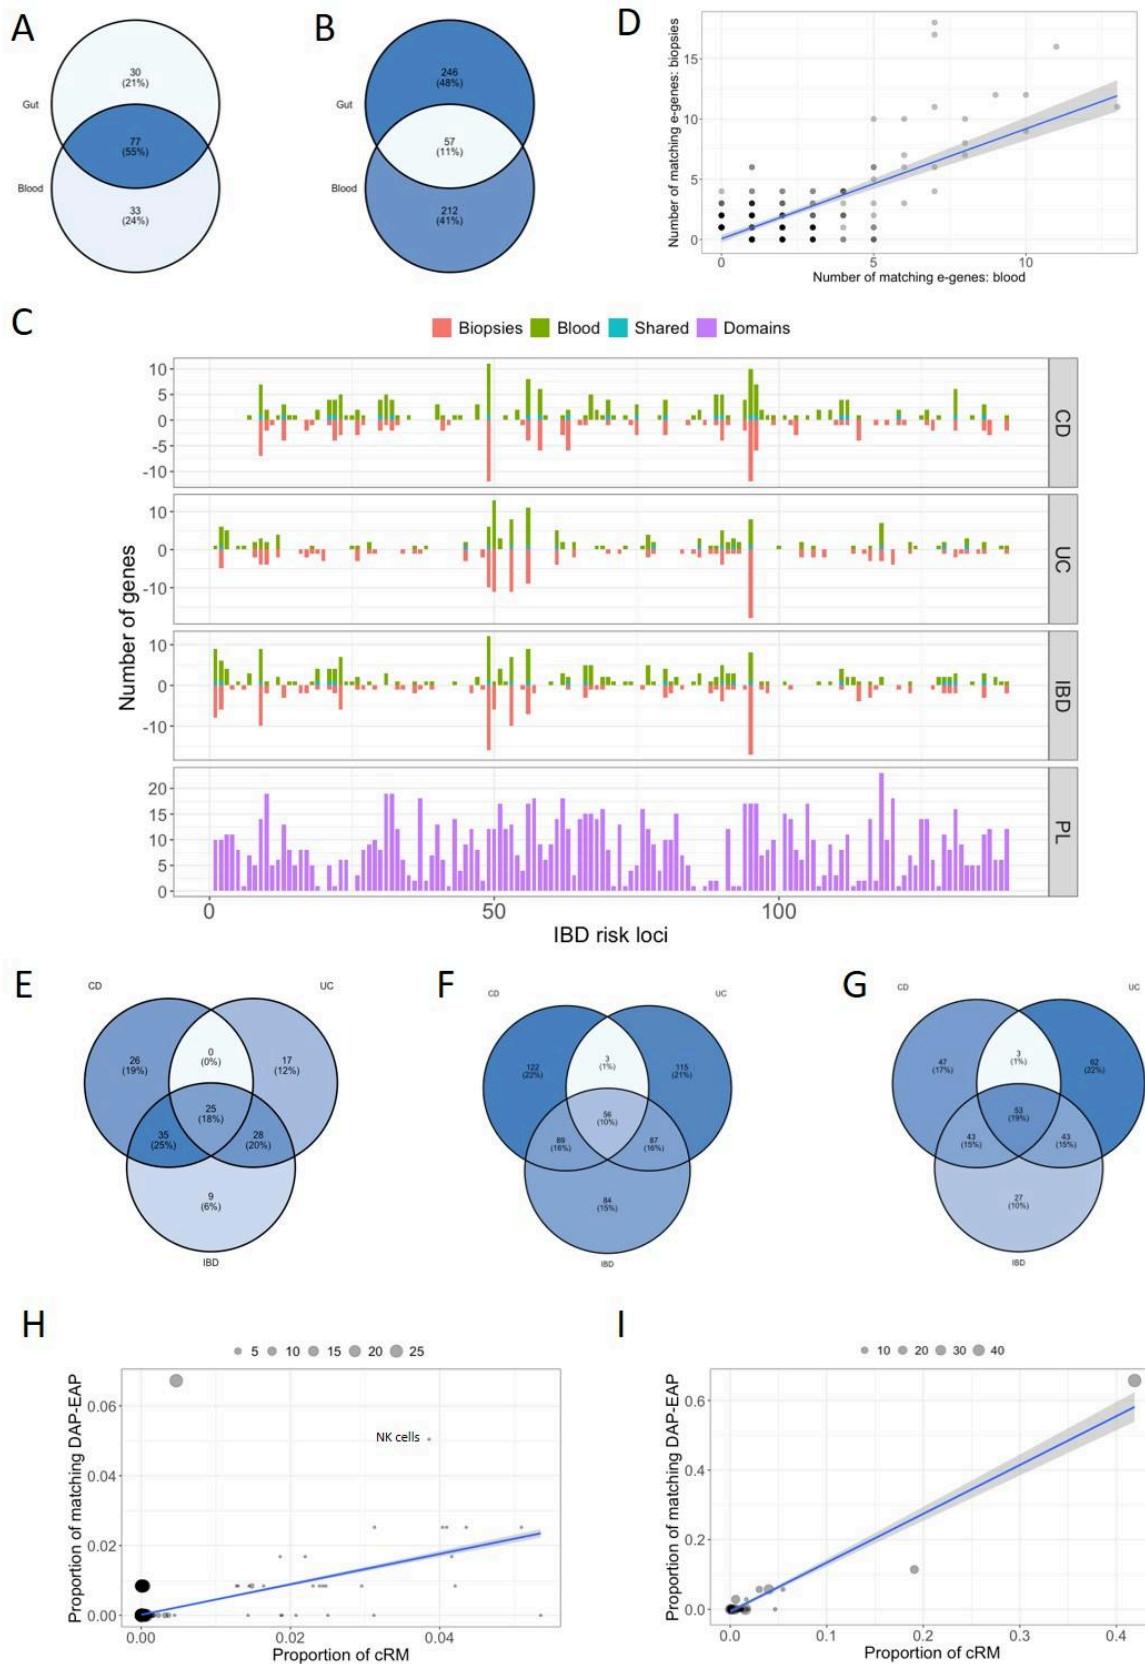 A
30
(21%)
Gut
77
(55%)
Blood
33
(24%)
B
246
(48%)
Gut
57
(11%)
Blood
212
(41%)
D
Number of matching e-genes: biopsies
15
10
5
0
0 5 10
Number of matching e-genes: blood
C
Biopsies Blood Shared Domains
Number of genes
10
5
0
-5
-10
CD
10
0
-10
UC
10
0
-10
IBD
20
15
10
5
0
PL
0 50 100
IBD risk loci
E
CD UC
26
(19%)
0
(0%)
17
(12%)
25
(18%)
35
(25%)
28
(20%)
9
(6%)
IBD
F
CD UC
122
(22%)
3
(1%)
115
(21%)
56
(10%)
89
(16%)
87
(16%)
84
(15%)
IBD
G
CD UC
47
(17%)
3
(1%)
62
(22%)
53
(19%)
43
(15%)
43
(15%)
27
(10%)
IBD
H
5 10 15 20 25
Proportion of matching DAP-EAP
0.06
0.04
0.02
0.00
NK cells
0.00 0.02 0.04
Proportion of cRM
I
10 20 30 40
Proportion of matching DAP-EAP
0.6
0.4
0.2
0.0
0.0 0.1 0.2 0.3 0.4
Proportion of cRM